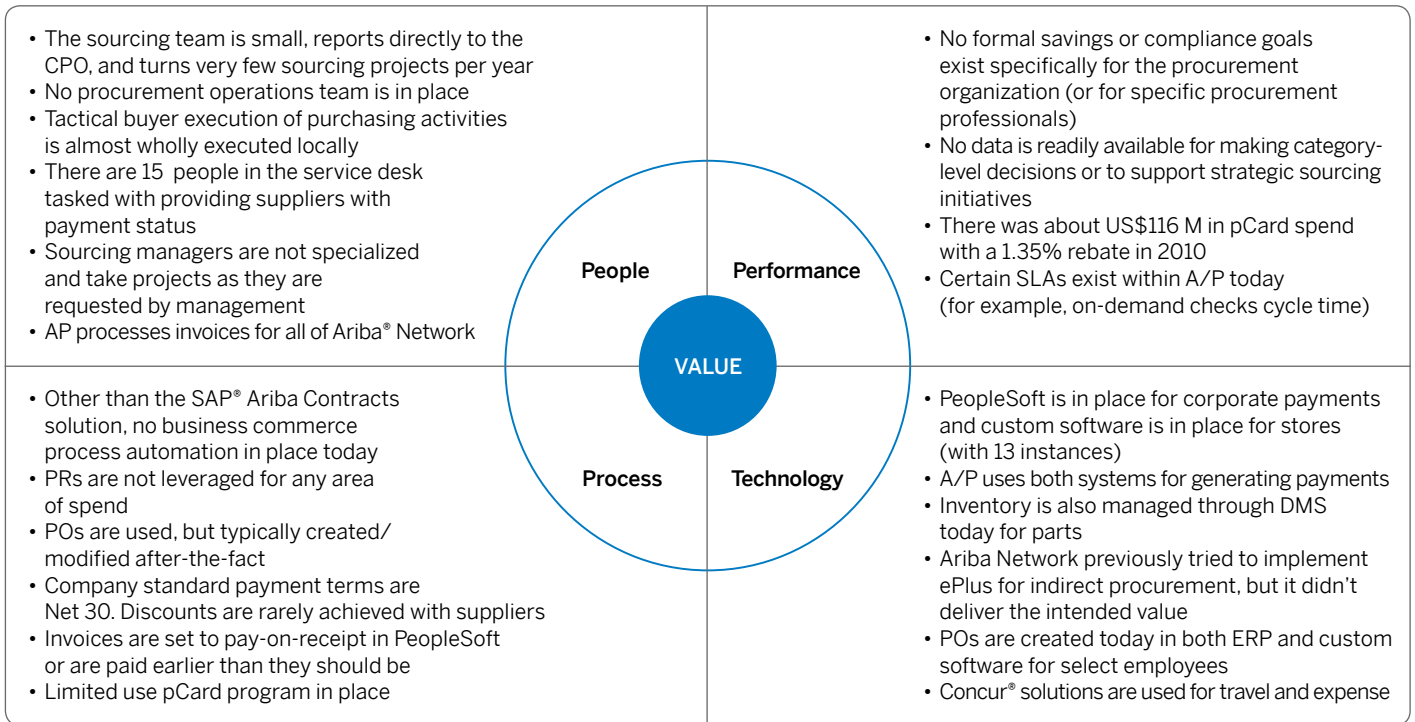 • The sourcing team is small, reports directly to the
CPO, and turns very few sourcing projects per year
• No procurement operations team is in place
• Tactical buyer execution of purchasing activities
is almost wholly executed locally
• There are 15 people in the service desk
tasked with providing suppliers with
payment status
• Sourcing managers are not specialized
and take projects as they are
requested by management
• AP processes invoices for all of Ariba® Network
• No formal savings or compliance goals
exist specifically for the procurement
organization (or for specific procurement
professionals)
• No data is readily available for making category-
level decisions or to support strategic sourcing
initiatives
• There was about US$116 M in pCard spend
with a 1.35% rebate in 2010
• Certain SLAs exist within A/P today
(for example, on-demand checks cycle time)
People
Performance
VALUE
Process
Technology
• Other than the SAP® Ariba Contracts
solution, no business commerce
process automation in place today
• PRs are not leveraged for any area
of spend
• POs are used, but typically created/
modified after-the-fact
• Company standard payment terms are
Net 30. Discounts are rarely achieved with suppliers
• Invoices are set to pay-on-receipt in PeopleSoft
or are paid earlier than they should be
• Limited use pCard program in place
• PeopleSoft is in place for corporate payments
and custom software is in place for stores
(with 13 instances)
• A/P uses both systems for generating payments
• Inventory is also managed through DMS
today for parts
• Ariba Network previously tried to implement
ePlus for indirect procurement, but it didn't
deliver the intended value
• POs are created today in both ERP and custom
software for select employees
• Concur® solutions are used for travel and expense